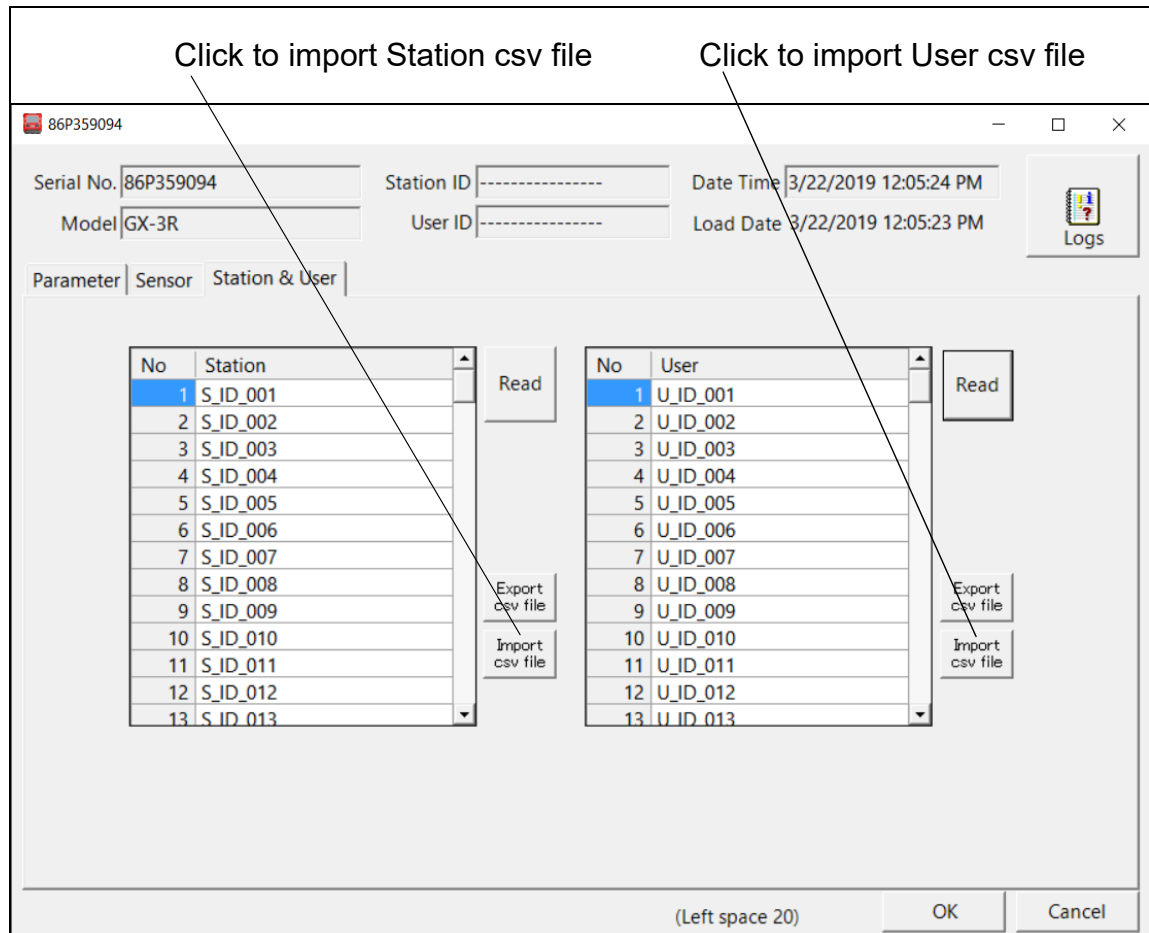 Click to import Station csv file Click to import User csv file
86P359094
Serial No. 86P359094 Station ID ---------------- Date Time 3/22/2019 12:05:24 PM
Model GX-3R User ID ---------------- Load Date 3/22/2019 12:05:23 PM
Logs
Parameter Sensor Station & User
No Station No User
Read Read
1 S_ID_001 1 U_ID_001
2 S_ID_002 2 U_ID_002
3 S_ID_003 3 U_ID_003
4 S_ID_004 4 U_ID_004
5 S_ID_005 5 U_ID_005
6 S_ID_006 6 U_ID_006
7 S_ID_007 7 U_ID_007
8 S_ID_008 Export 8 U_ID_008 Export
9 S_ID_009 csv file 9 U_ID_009 csv file
10 S_ID_010 Import 10 U_ID_010 Import
11 S_ID_011 csv file 11 U_ID_011 csv file
12 S_ID_012 12 U_ID_012
13 S_ID_013 13 U_ID_013
(Left space 20) OK Cancel